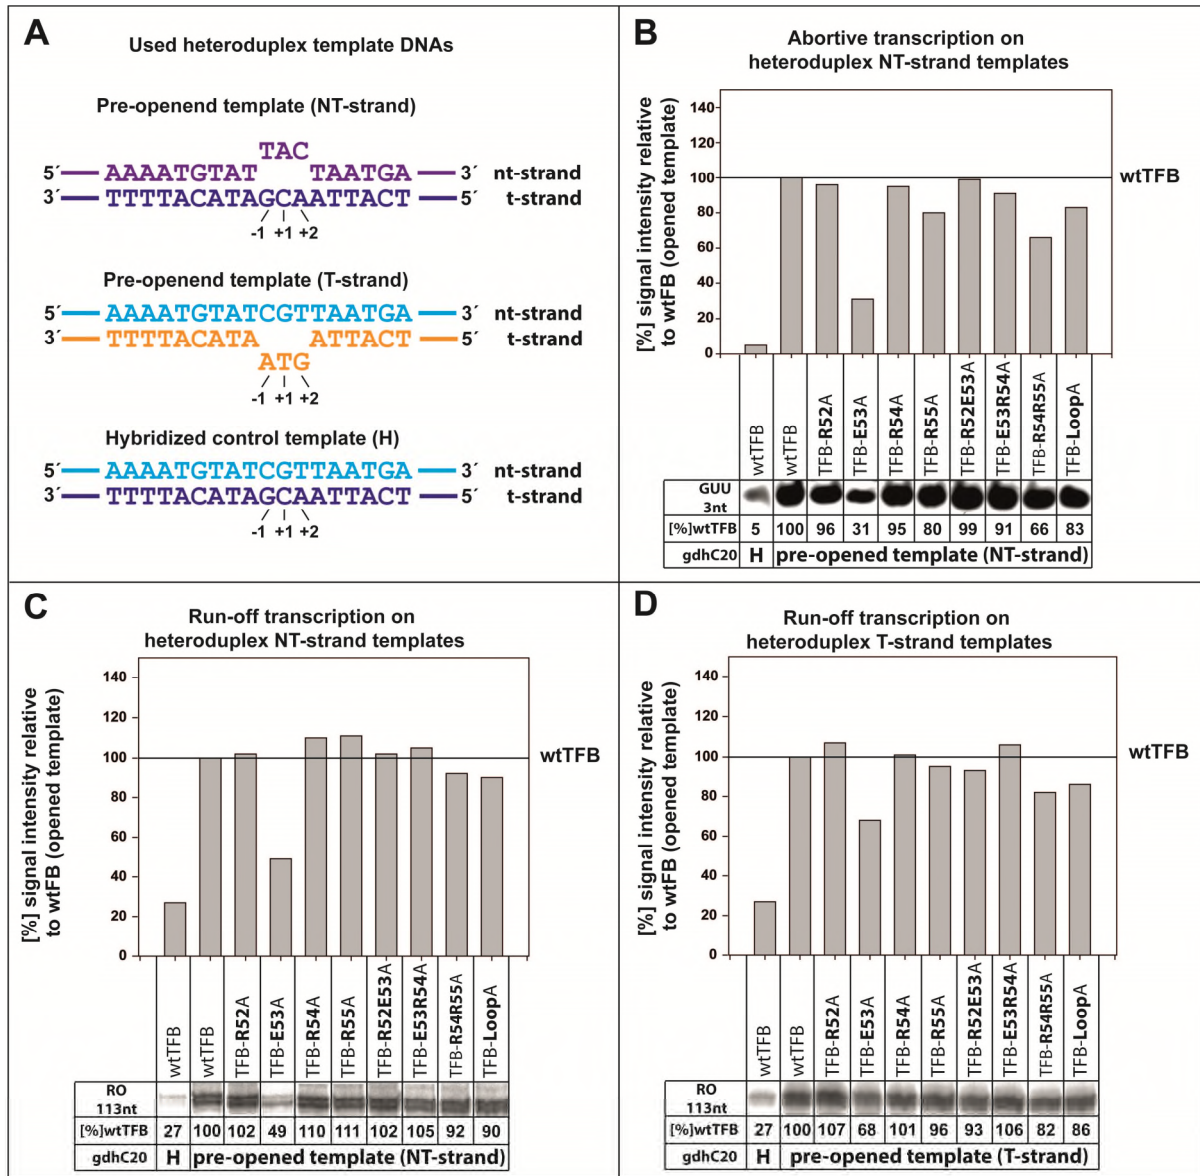 A
Used heteroduplex template DNAs
Pre-openend template (NT-strand)
TAC
5´ AAAATGTAT TAATGA 3´ nt-strand
3´ TTTTACATAGCAATTACT 5´ t-strand
-1 +1 +2
Pre-openend template (T-strand)
5´ AAAATGTATCGTTAATGA 3´ nt-strand
3´ TTTTACATA ATTACT 5´ t-strand
ATG
-1 +1 +2
Hybridized control template (H)
5´ AAAATGTATCGTTAATGA 3´ nt-strand
3´ TTTTACATAGCAATTACT 5´ t-strand
-1 +1 +2
B
Abortive transcription on
heteroduplex NT-strand templates
[%] signal intensity relative
to wtFB (opened template)
140
120
100
80
60
40
20
0
wtTFB
wtTFB
wtTFB
TFB-R52A
TFB-E53A
TFB-R54A
TFB-R55A
TFB-R52E53A
TFB-E53R54A
TFB-R54R55A
TFB-LoopA
GUU
3nt
[%]wtTFB 5 100 96 31 95 80 99 91 66 83
gdhC20 H pre-opened template (NT-strand)
C
Run-off transcription on
heteroduplex NT-strand templates
[%] signal intensity relative
to wtFB (opened template)
140
120
100
80
60
40
20
0
wtTFB
wtTFB
wtTFB
TFB-R52A
TFB-E53A
TFB-R54A
TFB-R55A
TFB-R52E53A
TFB-E53R54A
TFB-R54R55A
TFB-LoopA
RO
113nt
[%]wtTFB 27 100 102 49 110 111 102 105 92 90
gdhC20 H pre-opened template (NT-strand)
D
Run-off transcription on
heteroduplex T-strand templates
[%] signal intensity relative
to wtFB (opened template)
140
120
100
80
60
40
20
0
wtTFB
wtTFB
wtTFB
TFB-R52A
TFB-E53A
TFB-R54A
TFB-R55A
TFB-R52E53A
TFB-E53R54A
TFB-R54R55A
TFB-LoopA
RO
113nt
[%]wtTFB 27 100 107 68 101 96 93 106 82 86
gdhC20 H pre-opened template (T-strand)